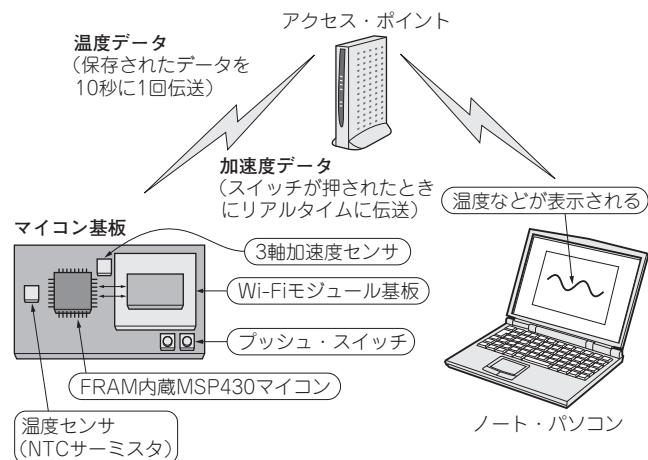 アクセス・ポイント
温度データ
（保存されたデータを
10秒に1回伝送）
加速度データ
（スイッチが押されたとき
にリアルタイムに伝送）
温度などが表示される
マイコン基板
3軸加速度センサ
Wi-Fiモジュール基板
プッシュ・スイッチ
FRAM内蔵MSP430マイコン
温度センサ
（NTCサーミスタ）
ノート・パソコン